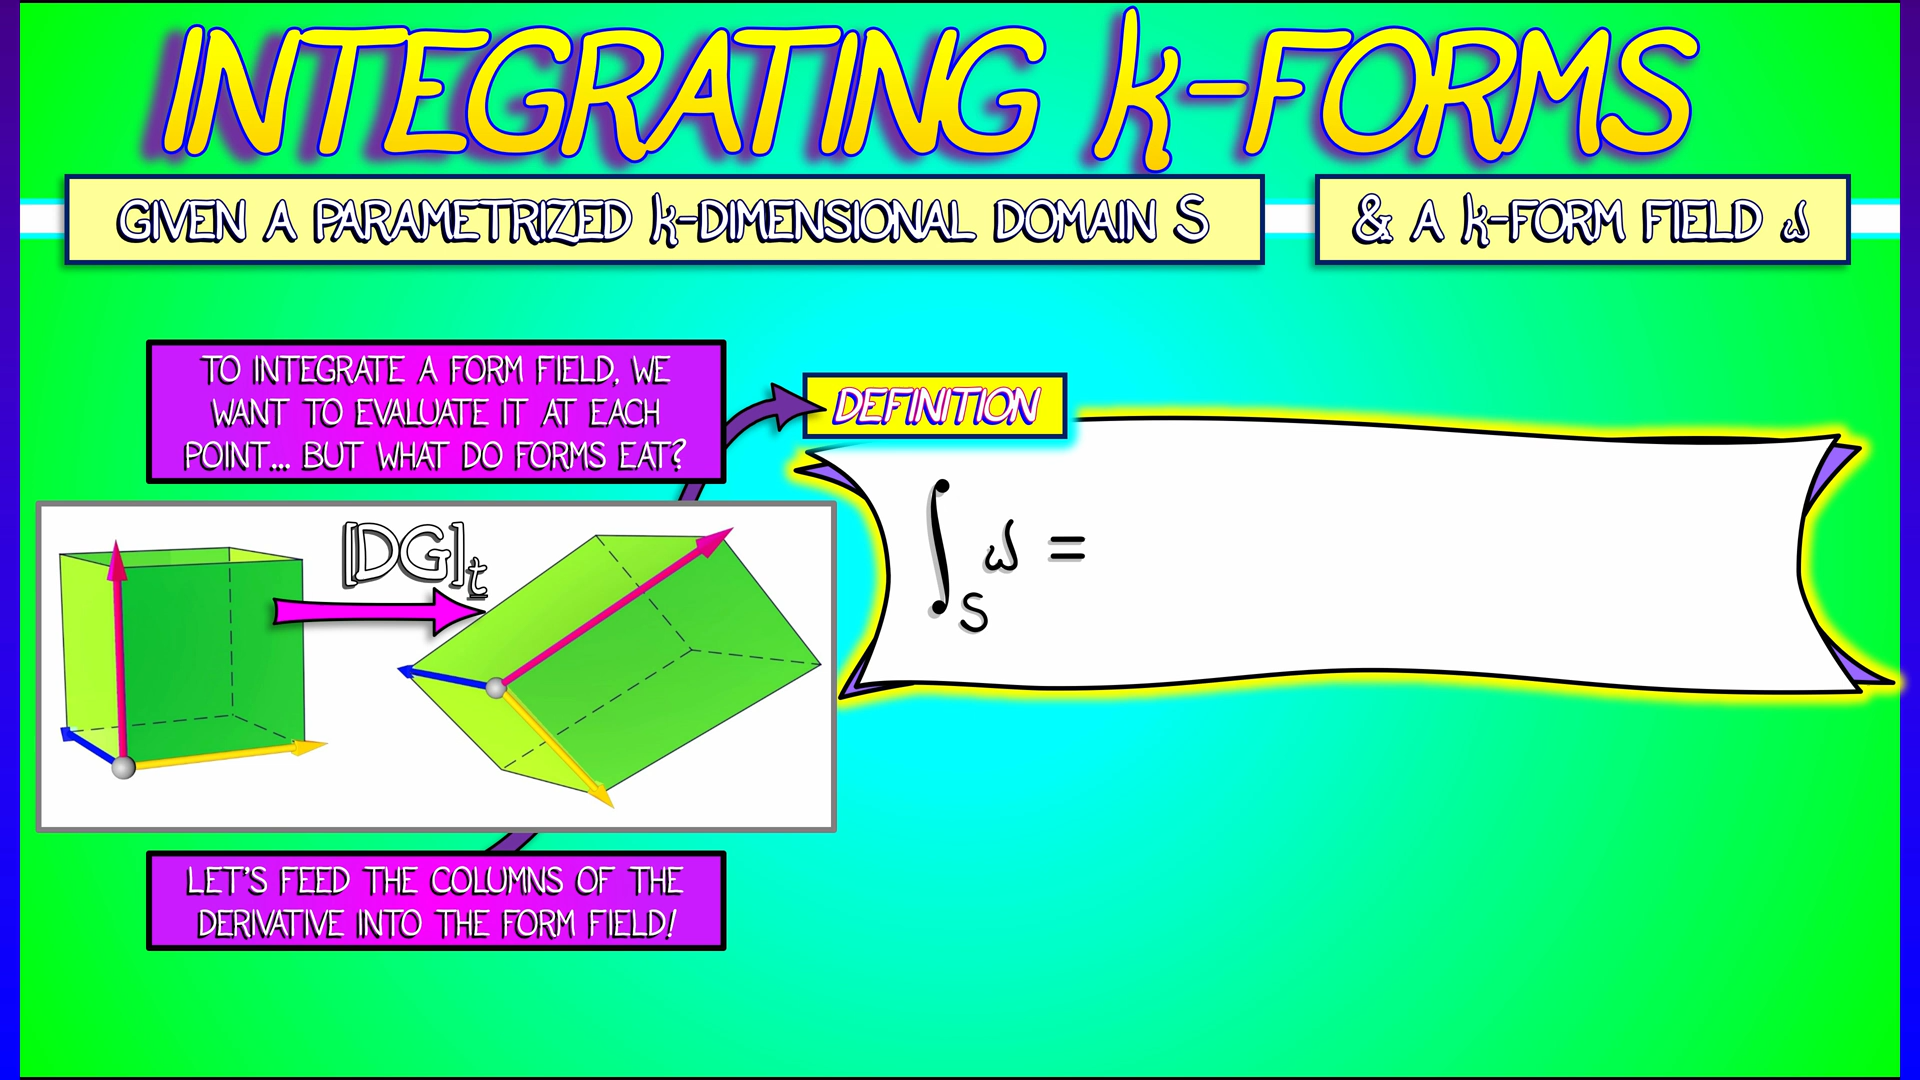 INTEGRATING k-FORMS
GIVEN A PARAMETRIZED k-DIMENSIONAL DOMAIN S
& A k-FORM FIELD ω
TO INTEGRATE A FORM FIELD, WE
WANT TO EVALUATE IT AT EACH
POINT... BUT WHAT DO FORMS EAT?
DEFINITION
∫_S ω =
[DG]_t
LET'S FEED THE COLUMNS OF THE
DERIVATIVE INTO THE FORM FIELD!